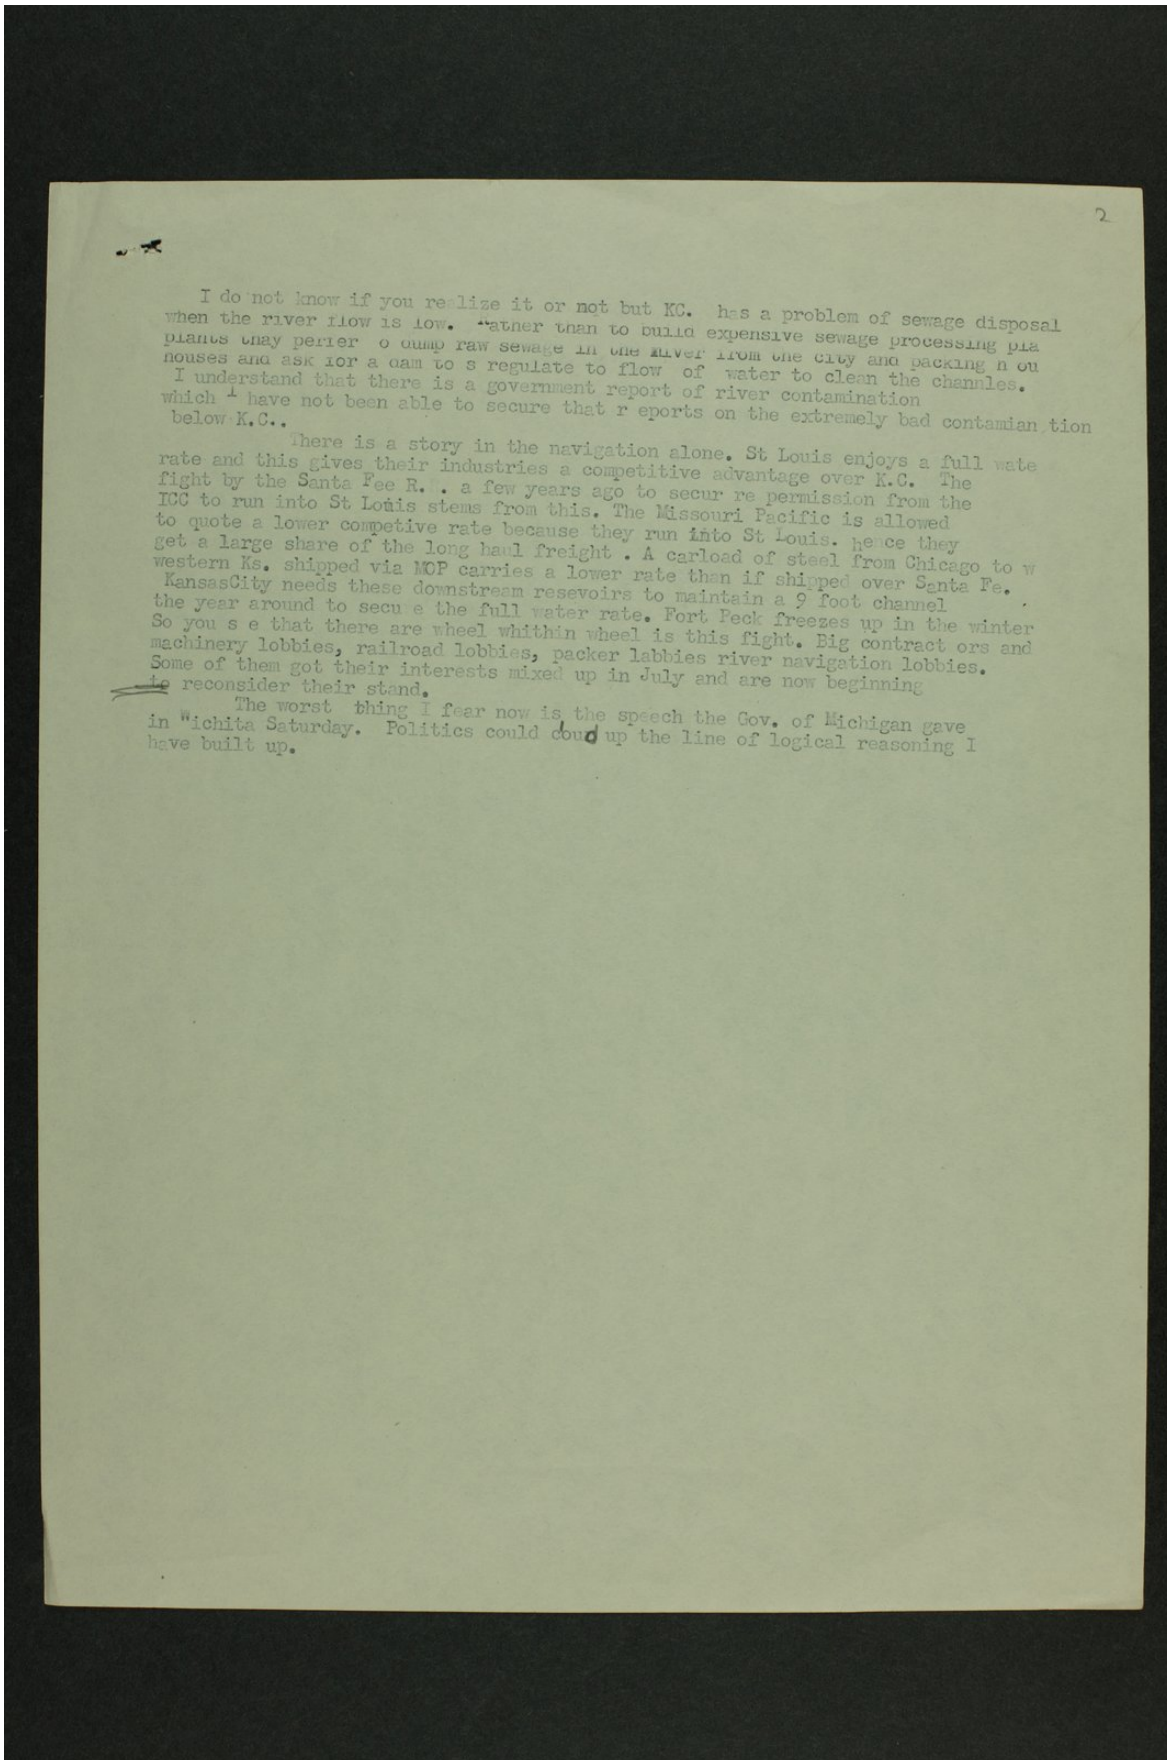 2
I do not know if you re lize it or not but KC. has a problem of sewage disposal
when the river flow is low. Rather than to build expensive sewage processing pla
plants thay perfer o dump raw sewage in the River from the city and packing h ou
houses and ask for a dam to s regulate to flow of water to clean the channles.
I understand that there is a government report of river contamination
which I have not been able to secure that r eports on the extremely bad contamian tion
below K.C..
There is a story in the navigation alone. St Louis enjoys a full wate
rate and this gives their industries a competitive advantage over K.C. The
fight by the Santa Fee R. . a few years ago to secur re permission from the
ICC to run into St Louis stems from this. The Missouri Pacific is allowed
to quote a lower competive rate because they run into St Louis. hence they
get a large share of the long haul freight . A carload of steel from Chicago to w
western Ks. shipped via MOP carries a lower rate than if shipped over Santa Fe.
KansasCity needs these downstream resevoirs to maintain a 9 foot channel
the year around to secu e the full water rate. Fort Peck freezes up in the winter
So you s e that there are wheel whithin wheel is this fight. Big contract ors and
machinery lobbies, railroad lobbies, packer labbies river navigation lobbies.
Some of them got their interests mixed up in July and are now beginning
to reconsider their stand.
The worst thing I fear now is the speech the Gov. of Michigan gave
in Wichita Saturday. Politics could up the line of logical reasoning I
have built up.